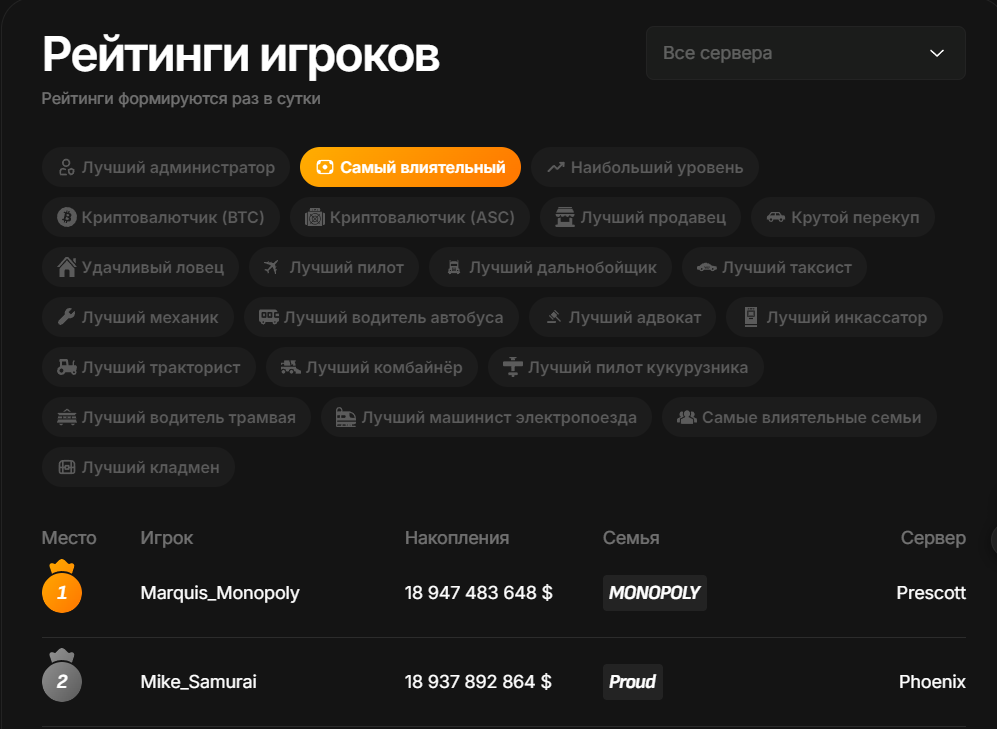 Рейтинги игроков
Все сервера
Рейтинги формируются раз в сутки
Лучший администратор Самый влиятельный Наибольший уровень
Криптовалютчик (BTC) Криптовалютчик (ASC) Лучший продавец Крутой перекуп
Удачливый ловец Лучший пилот Лучший дальнобойщик Лучший таксист
Лучший механик Лучший водитель автобуса Лучший адвокат Лучший инкассатор
Лучший тракторист Лучший комбайнёр Лучший пилот кукурузника
Лучший водитель трамвая Лучший машинист электропоезда Самые влиятельные семьи
Лучший кладмен
Место Игрок Накопления Семья Сервер
1 Marquis_Monopoly 18 947 483 648 $ MONOPOLY Prescott
2 Mike_Samurai 18 937 892 864 $ Proud Phoenix